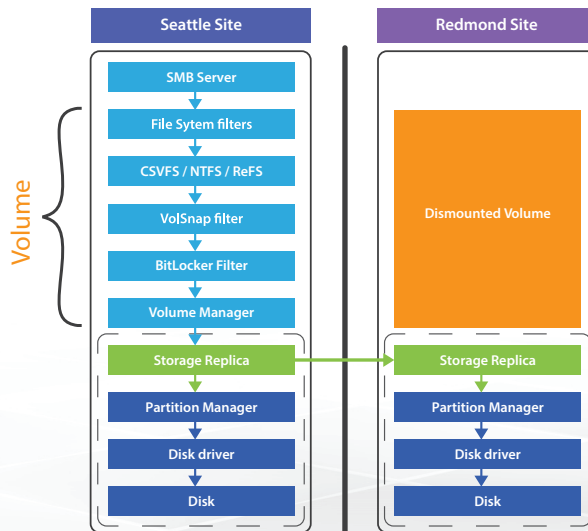 Seattle Site
SMB Server
File Sytem filters
CSVFS / NTFS / ReFS
VolSnap filter
BitLocker Filter
Volume Manager
Storage Replica
Partition Manager
Disk driver
Disk
Volume
Redmond Site
Dismounted Volume
Storage Replica
Partition Manager
Disk driver
Disk